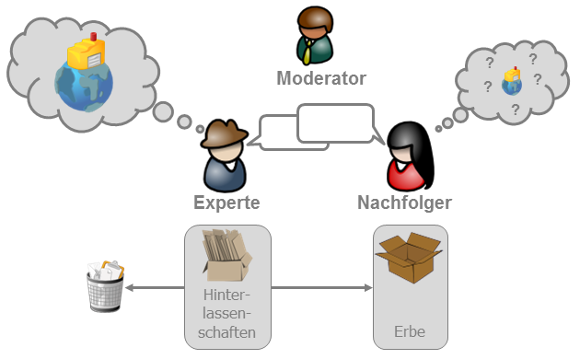 ?
?
?
?
?
Moderator
Experte
Nachfolger
Hinter-
lassen-
schaften
Erbe